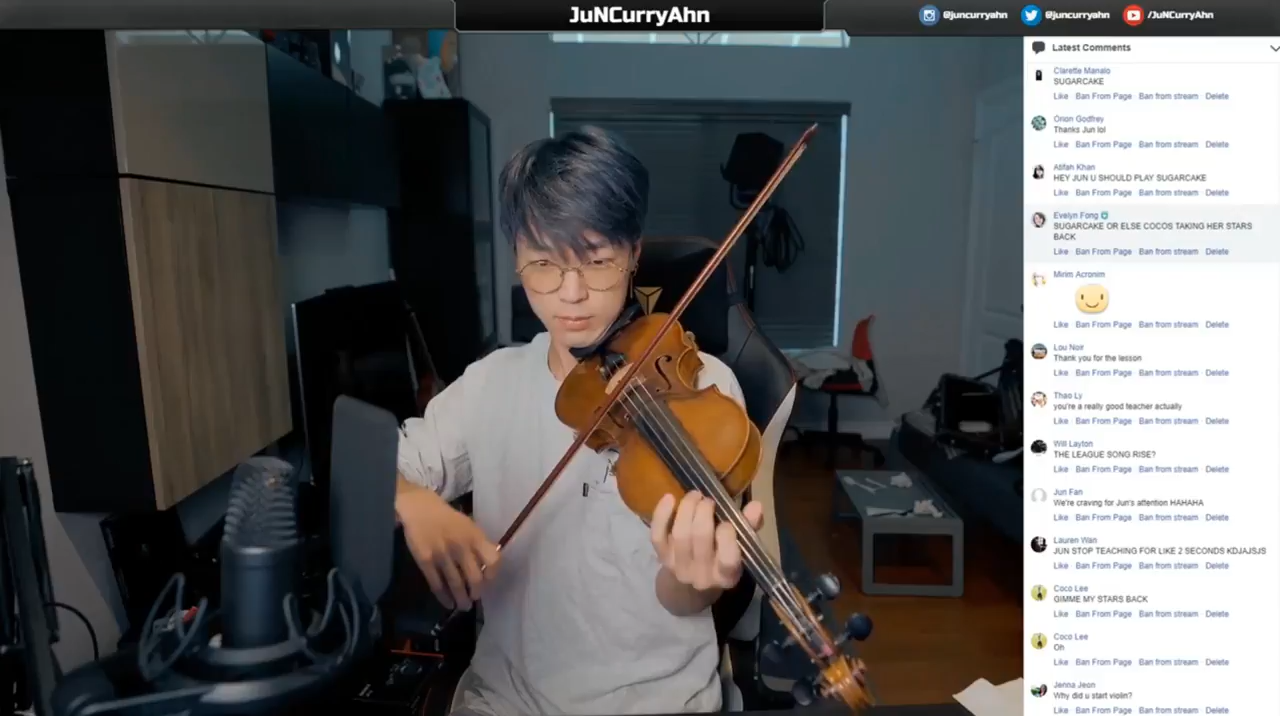 JuNCurryAhn
@juncurryahn
@juncurryahn
/JuNCurryAhn
Latest Comments
Clarette Manalo
SUGARCAKE
Like Ban From Page Ban from stream Delete
Orion Godfrey
Thanks Jun lol
Like Ban From Page Ban from stream Delete
Atifah Khan
HEY JUN U SHOULD PLAY SUGARCAKE
Like Ban From Page Ban from stream Delete
Evelyn Fong
SUGARCAKE OR ELSE COCOS TAKING HER STARS
BACK
Like Ban From Page Ban from stream Delete
Mirim Acronim
Like Ban From Page Ban from stream Delete
Lou Noir
Thank you for the lesson
Like Ban From Page Ban from stream Delete
Thao Ly
you're a really good teacher actually
Like Ban From Page Ban from stream Delete
Will Layton
THE LEAGUE SONG RISE?
Like Ban From Page Ban from stream Delete
Jun Fan
We're craving for Jun's attention HAHAHA
Like Ban From Page Ban from stream Delete
Lauren Wan
JUN STOP TEACHING FOR LIKE 2 SECONDS KDJAJSJS
Like Ban From Page Ban from stream Delete
Coco Lee
GIMME MY STARS BACK
Like Ban From Page Ban from stream Delete
Coco Lee
Oh
Like Ban From Page Ban from stream Delete
Jenna Jeon
Why did u start violin?
Like Ban From Page Ban from stream Delete